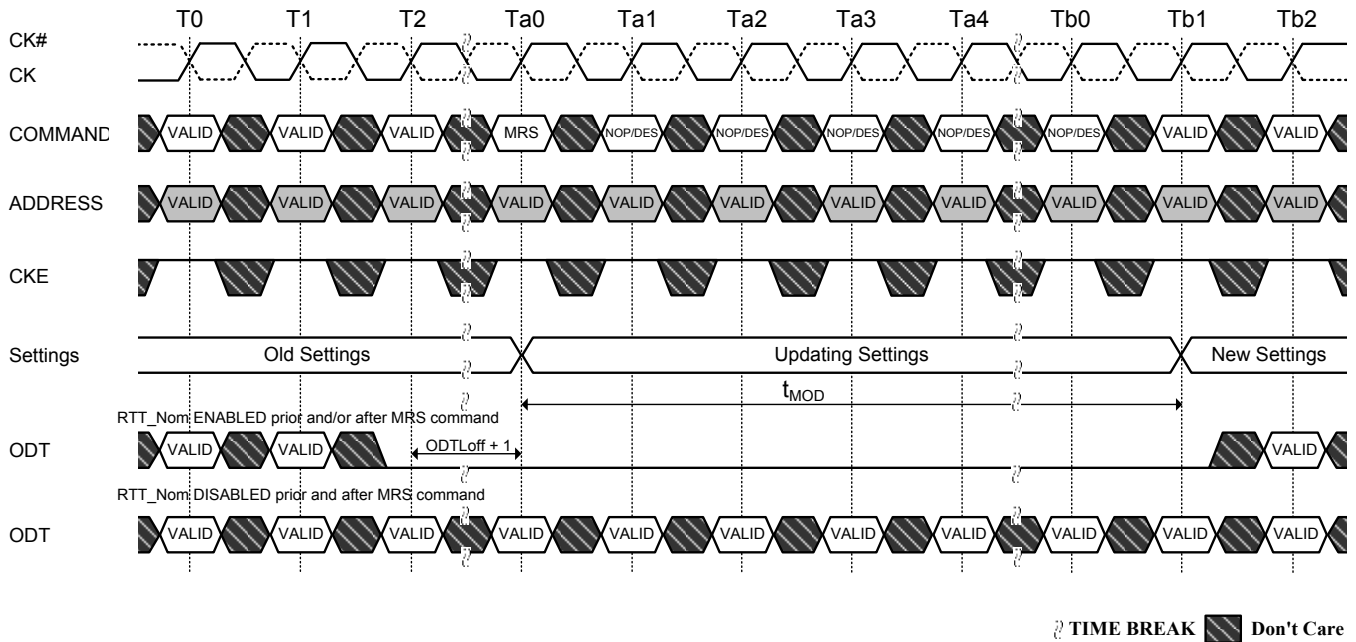 T0 T1 T2 Ta0 Ta1 Ta2 Ta3 Ta4 Tb0 Tb1 Tb2
CK#
CK
COMMAND VALID VALID VALID MRS NOP/DES NOP/DES NOP/DES NOP/DES NOP/DES VALID VALID
ADDRESS VALID VALID VALID VALID VALID VALID VALID VALID VALID VALID VALID
CKE
Settings Old Settings Updating Settings New Settings
tMOD
RTT_Nom ENABLED prior and/or after MRS command
ODT VALID VALID ODTLoff + 1 VALID
RTT_Nom DISABLED prior and after MRS command
ODT VALID VALID VALID VALID VALID VALID VALID VALID VALID VALID VALID
TIME BREAK Don't Care